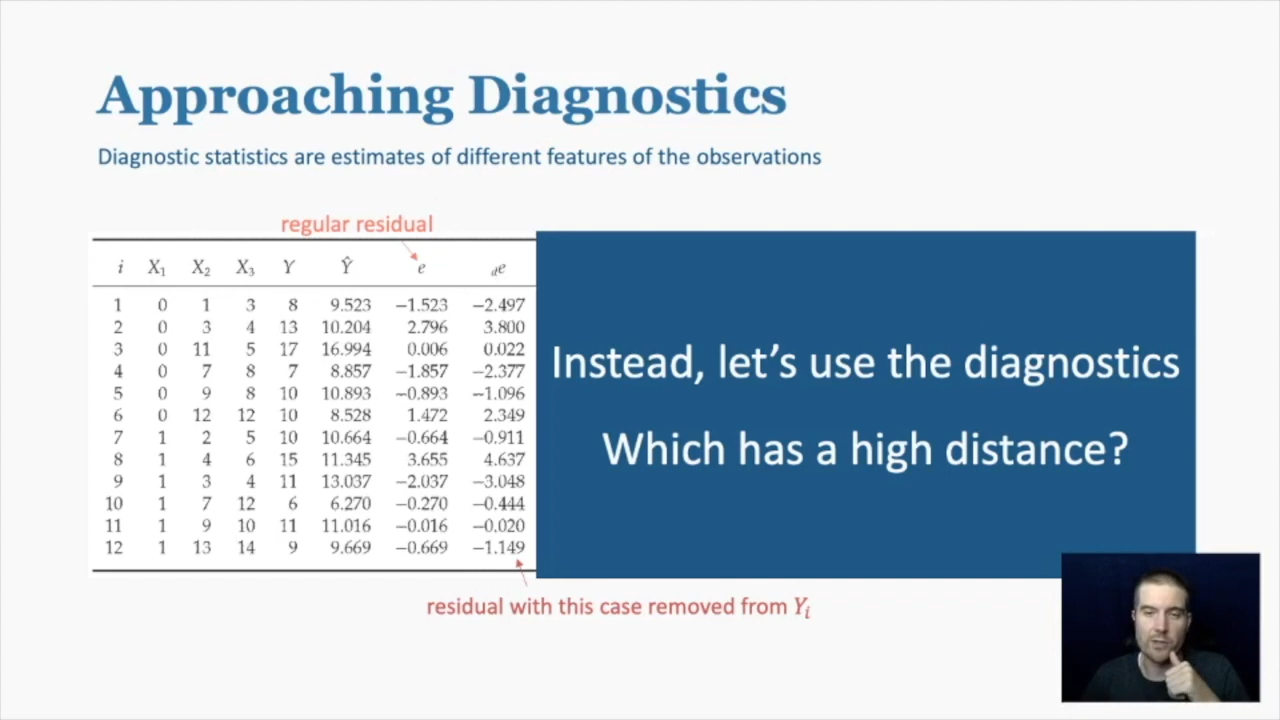 Approaching Diagnostics
Diagnostic statistics are estimates of different features of the observations
regular residual
i X₁ X₂ X₃ Y Ŷ e de
1 0 1 3 8 9.523 −1.523 −2.497
2 0 3 4 13 10.204 2.796 3.800
3 0 11 5 17 16.994 0.006 0.022
4 0 7 8 7 8.857 −1.857 −2.377
5 0 9 8 10 10.893 −0.893 −1.096
6 0 12 12 10 8.528 1.472 2.349
7 1 2 5 10 10.664 −0.664 −0.911
8 1 4 6 15 11.345 3.655 4.637
9 1 3 4 11 13.037 −2.037 −3.048
10 1 7 12 6 6.270 −0.270 −0.444
11 1 9 10 11 11.016 −0.016 −0.020
12 1 13 14 9 9.669 −0.669 −1.149
Instead, let's use the diagnostics
Which has a high distance?
residual with this case removed from Yᵢ